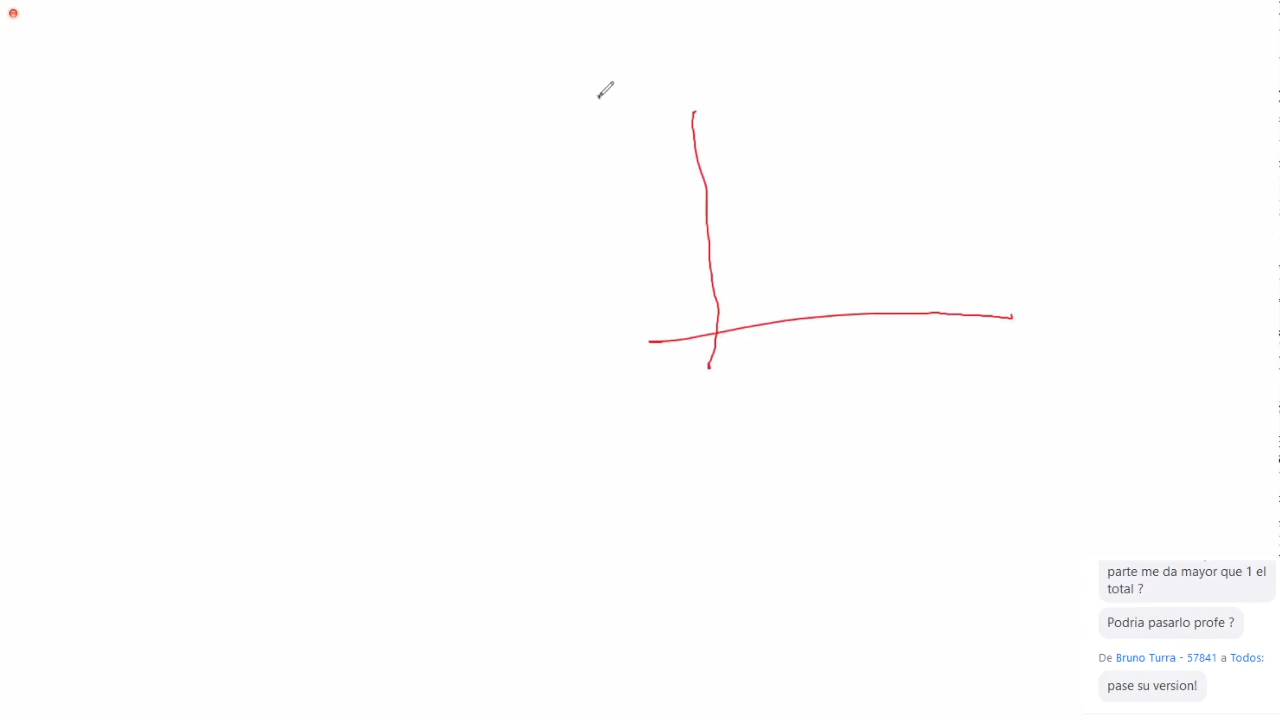 parte me da mayor que 1 el
total ?
Podria pasarlo profe ?
De Bruno Turra - 57841 a Todos:
pase su version!